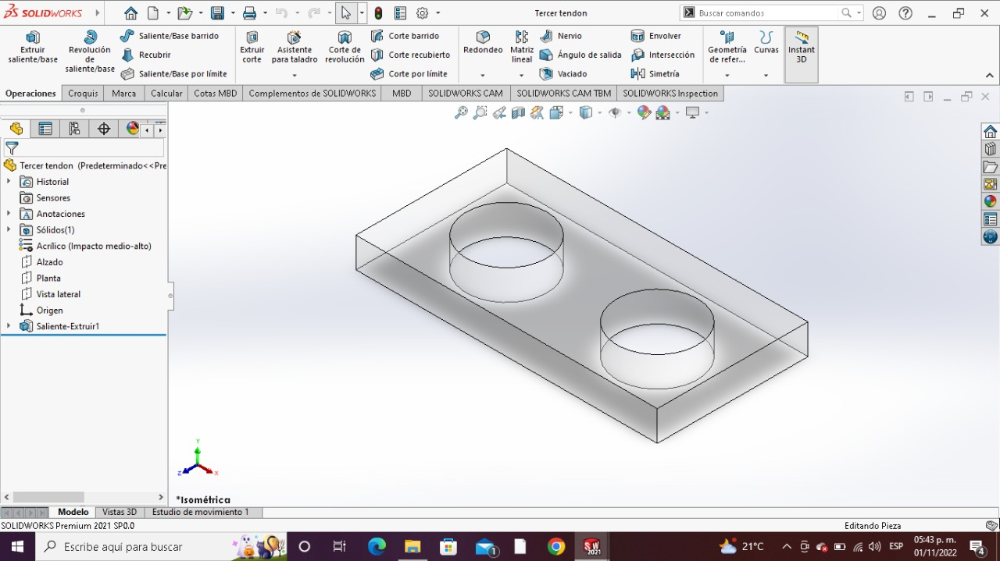 SOLIDWORKS
Tercer tendon
Buscar comandos
Extruir saliente/base
Revolución de saliente/base
Saliente/Base barrido
Recubrir
Saliente/Base por límite
Extruir corte
Asistente para taladro
Corte de revolución
Corte barrido
Corte recubierto
Corte por límite
Redondeo
Matriz lineal
Nervio
Ángulo de salida
Vaciado
Envolver
Intersección
Simetría
Geometría de refer...
Curvas
Instant 3D
Operaciones
Croquis
Marca
Calcular
Cotas MBD
Complementos de SOLIDWORKS
MBD
SOLIDWORKS CAM
SOLIDWORKS CAM TBM
SOLIDWORKS Inspection
Tercer tendon (Predeterminado<<Pre
Historial
Sensores
Anotaciones
Sólidos(1)
Acrílico (Impacto medio-alto)
Alzado
Planta
Vista lateral
Origen
Saliente-Extruir1
Y
Z
X
*Isométrica
Modelo
Vistas 3D
Estudio de movimiento 1
SOLIDWORKS Premium 2021 SP0.0
Editando Pieza
Escribe aquí para buscar
1
SW
2021
21°C
ESP
05:43 p. m.
01/11/2022
4